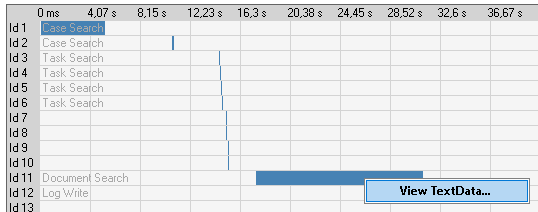 0 ms 4,07 s 8,15 s 12,23 s 16,3 s 20,38 s 24,45 s 28,52 s 32,6 s 36,67 s
Id 1 Case Search
Id 2 Case Search
Id 3 Task Search
Id 4 Task Search
Id 5 Task Search
Id 6 Task Search
Id 7
Id 8
Id 9
Id 10
Id 11 Document Search
View TextData...
Id 12 Log Write
Id 13